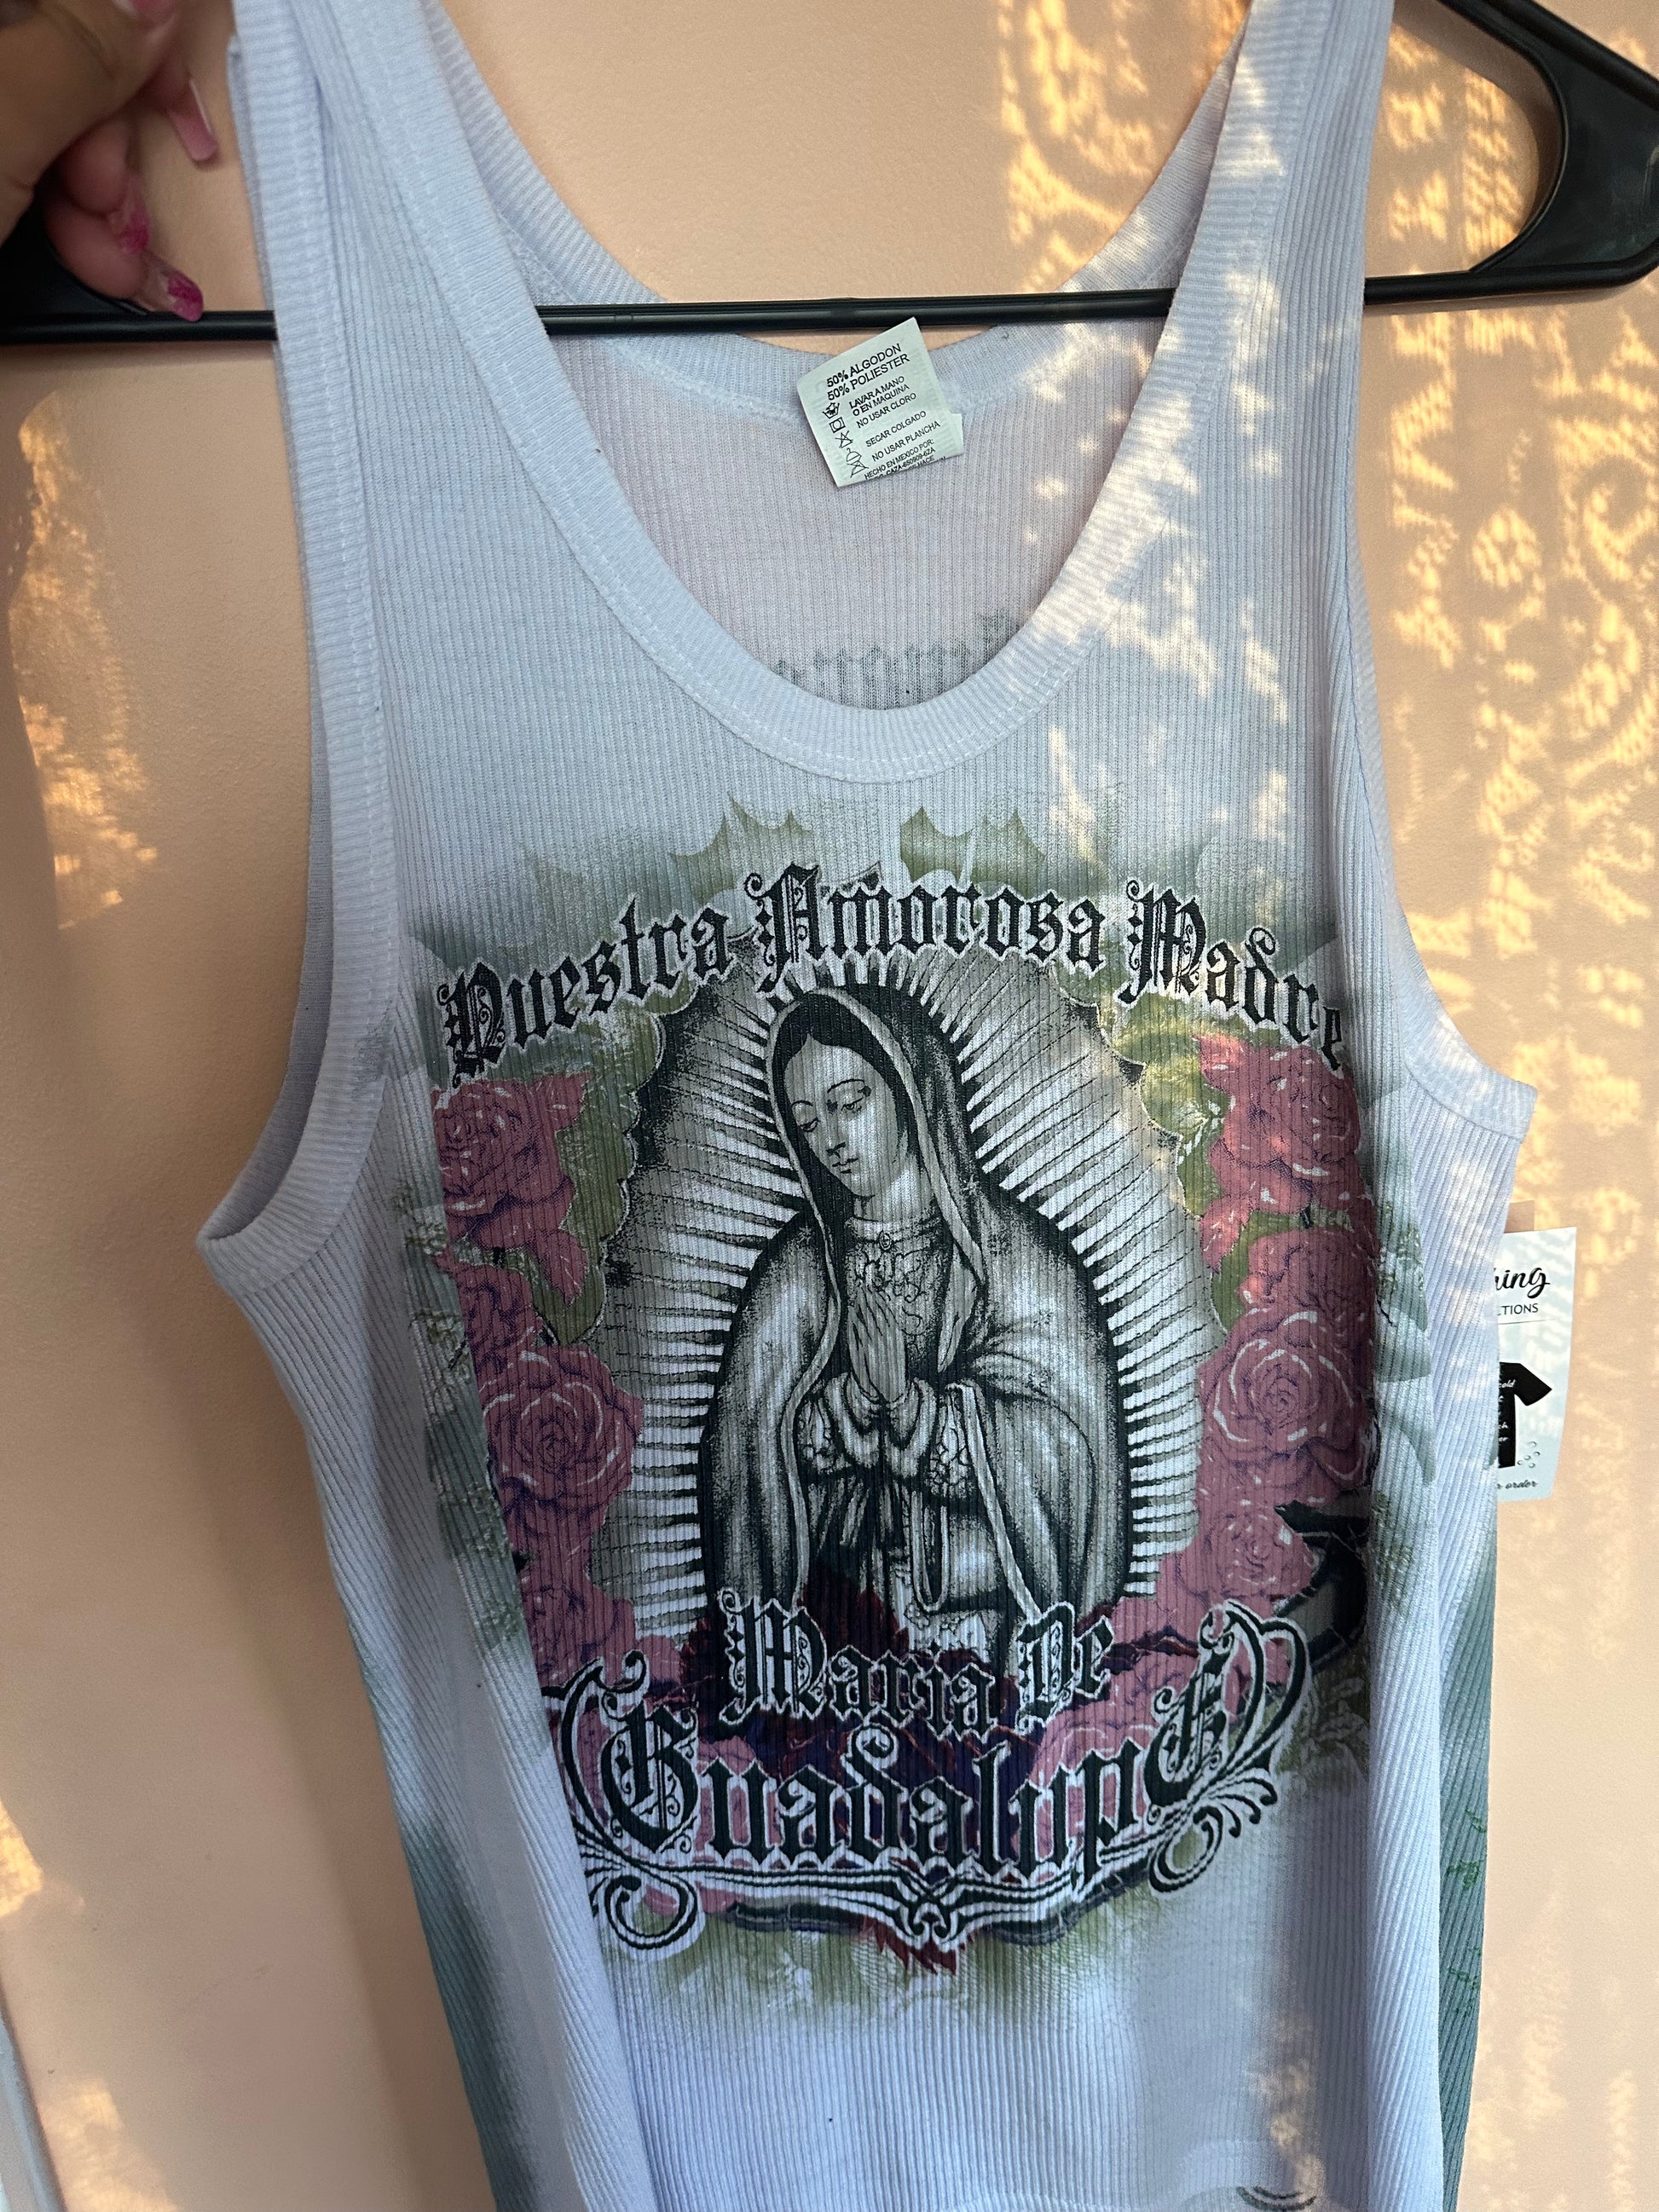 50% ALGODON
50% POLIESTER
LAVAR A MANO
O EN MAQUINA
NO USAR CLORO
SECAR COLGADO
NO USAR PLANCHA
HECHO EN MEXICO POR:
Nuestra Amorosa Madre
Maria De
Guadalupe
order